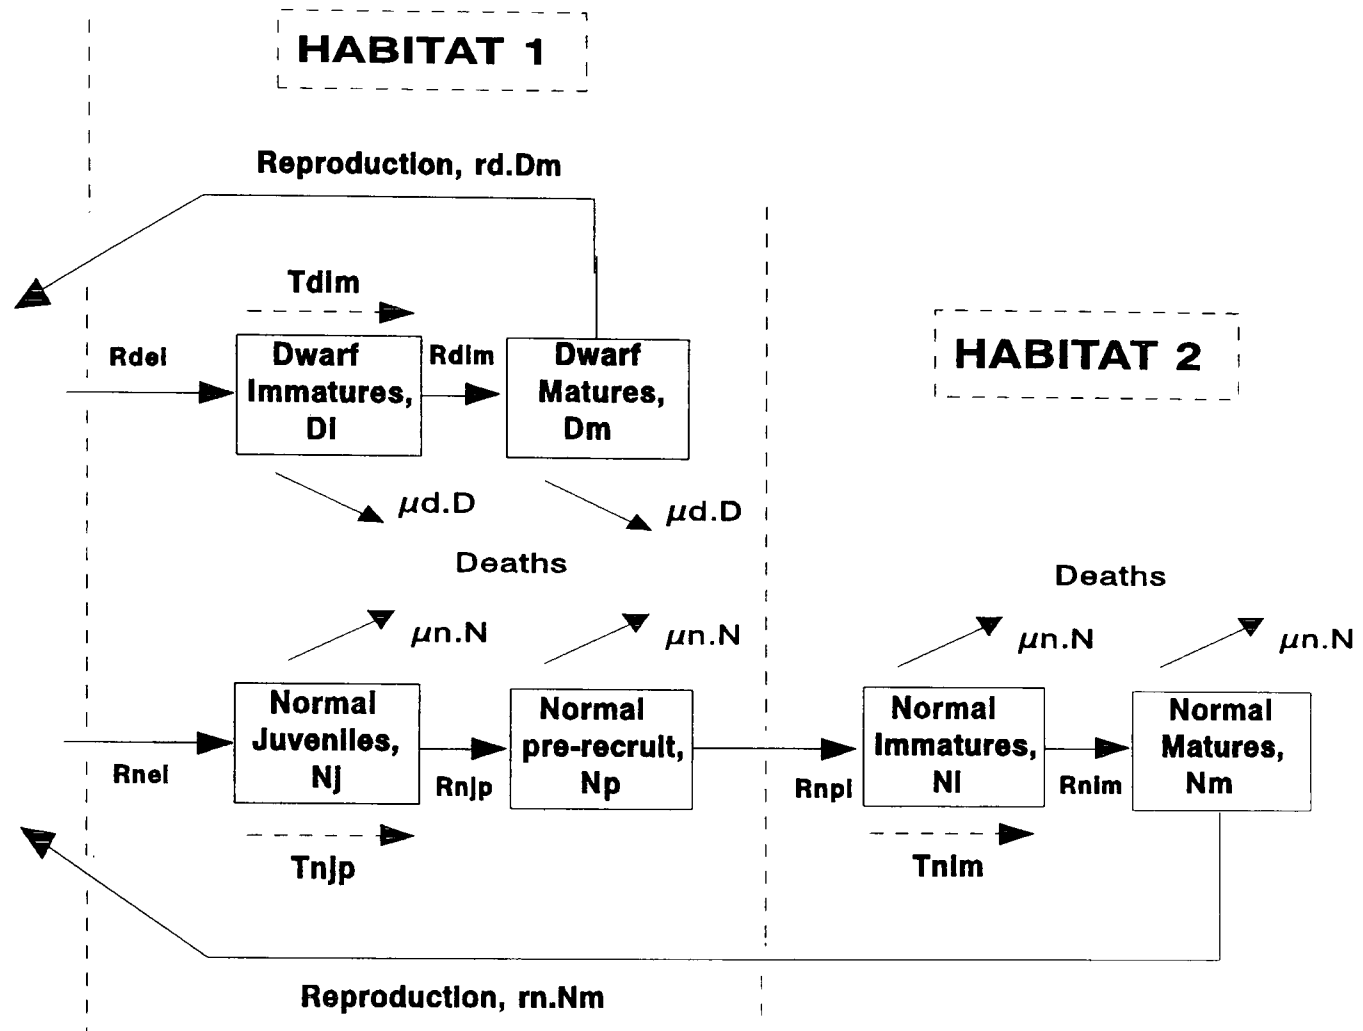 HABITAT 1
Reproduction, rd.Dm
Tdim
Rdei
Dwarf
Immatures,
Di
Rdim
Dwarf
Matures,
Dm
HABITAT 2
μd.D
μd.D
Deaths
Deaths
μn.N
μn.N
μn.N
μn.N
Rnei
Normal
Juveniles,
Nj
Rnjp
Normal
pre-recruit,
Np
Rnpi
Normal
Immatures,
Ni
Rnim
Normal
Matures,
Nm
Tnjp
Tnim
Reproduction, rn.Nm